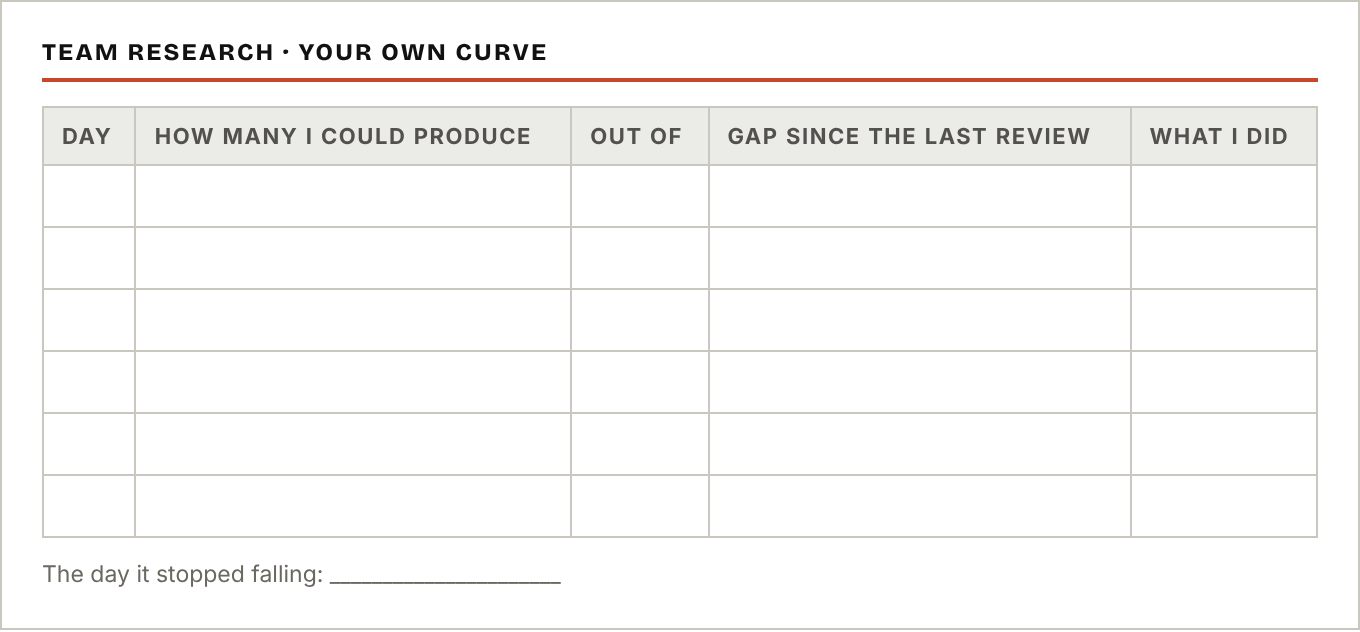 TEAM RESEARCH · YOUR OWN CURVE
DAY HOW MANY I COULD PRODUCE OUT OF GAP SINCE THE LAST REVIEW WHAT I DID
The day it stopped falling: ______________________